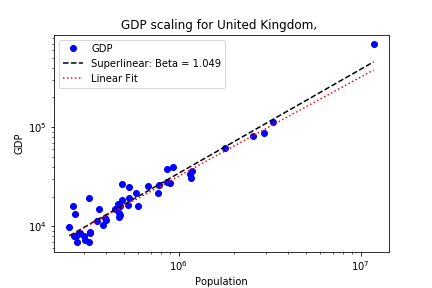 GDP scaling for United Kingdom,
GDP
Superlinear: Beta = 1.049
Linear Fit
GDP
10^5
10^4
10^6
10^7
Population